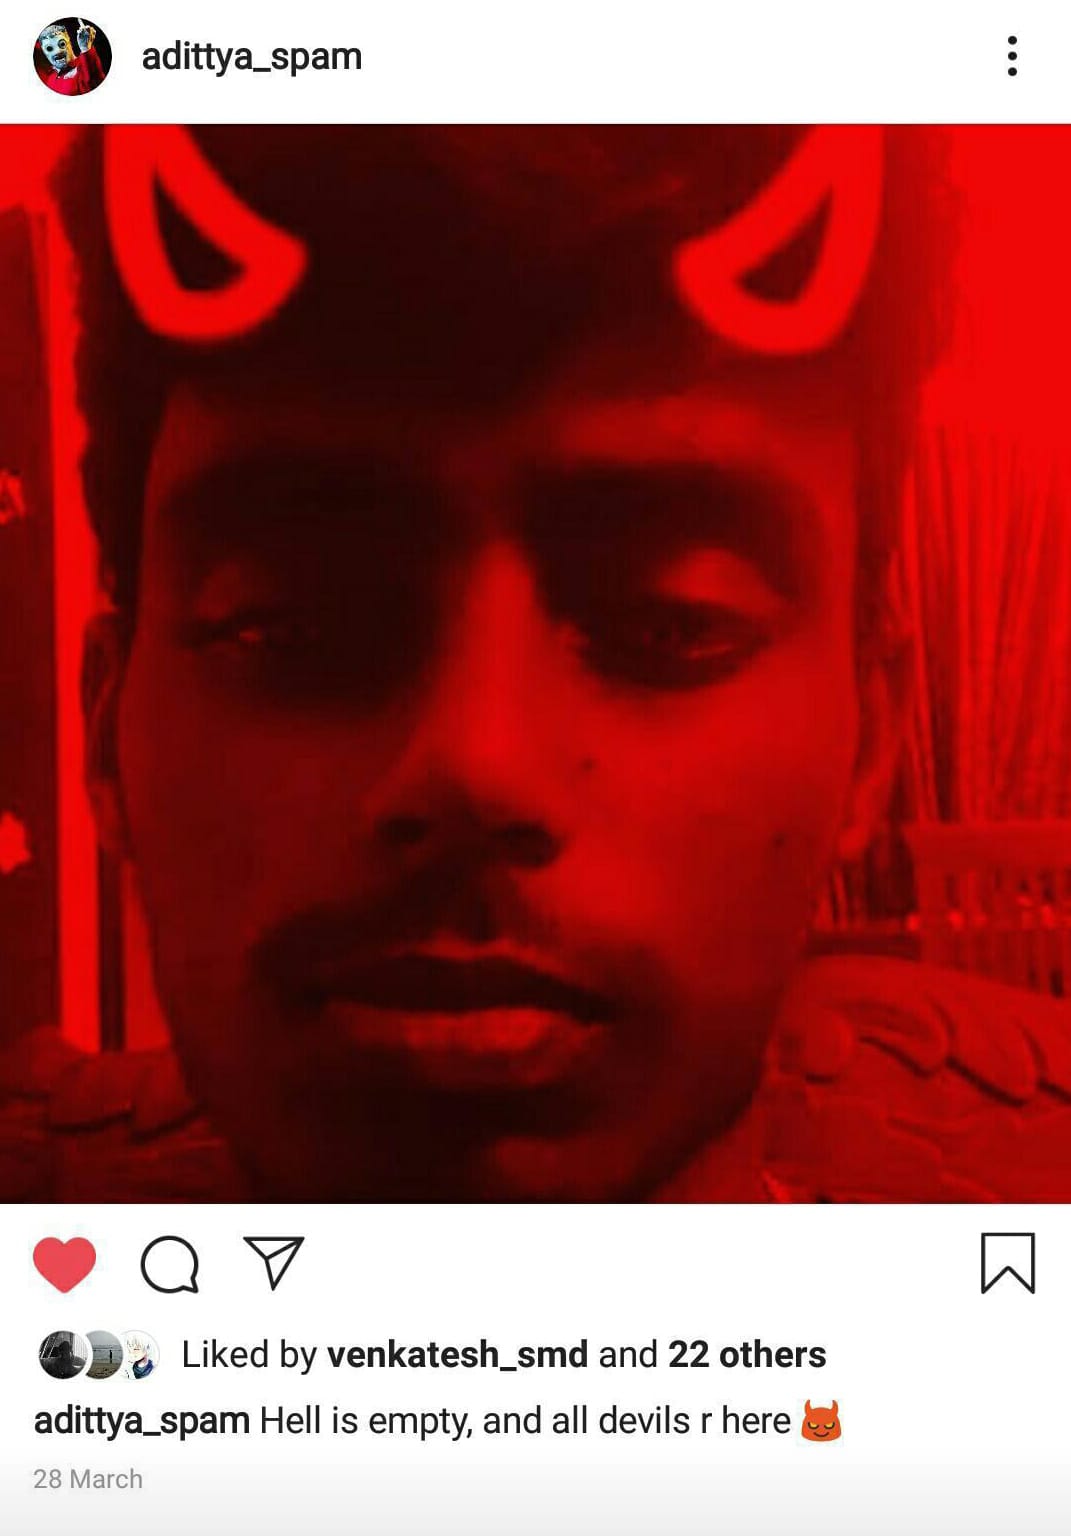 adittya_spam
Liked by venkatesh_smd and 22 others
adittya_spam Hell is empty, and all devils r here 😈
28 March